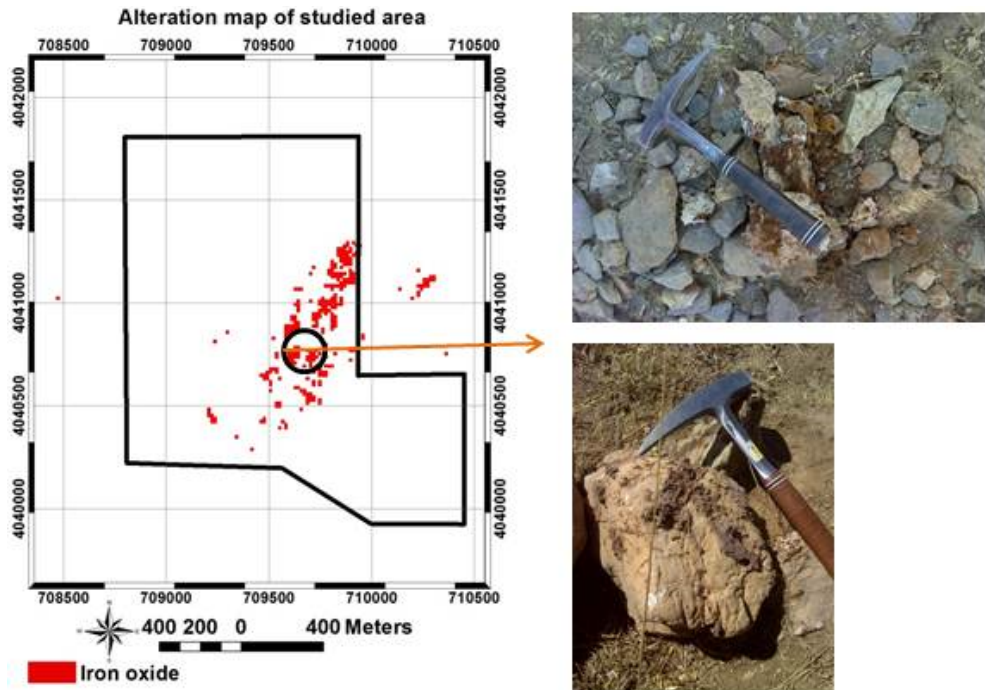 Alteration map of studied area
708500 709000 709500 710000 710500
4042000 4042000
4041500 4041500
4041000 4041000
4040500 4040500
4040000 4040000
708500 709000 709500 710000 710500
400 200 0 400 Meters
Iron oxide